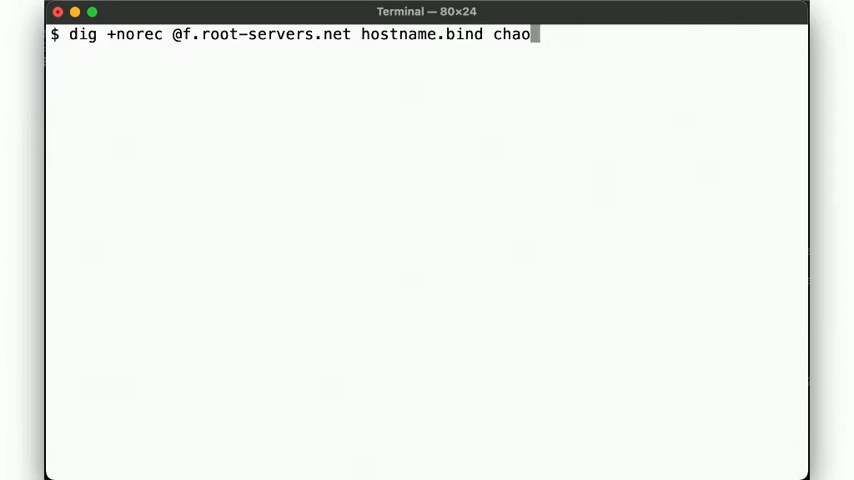 Terminal — 80×24
$ dig +norec @f.root-servers.net hostname.bind chao